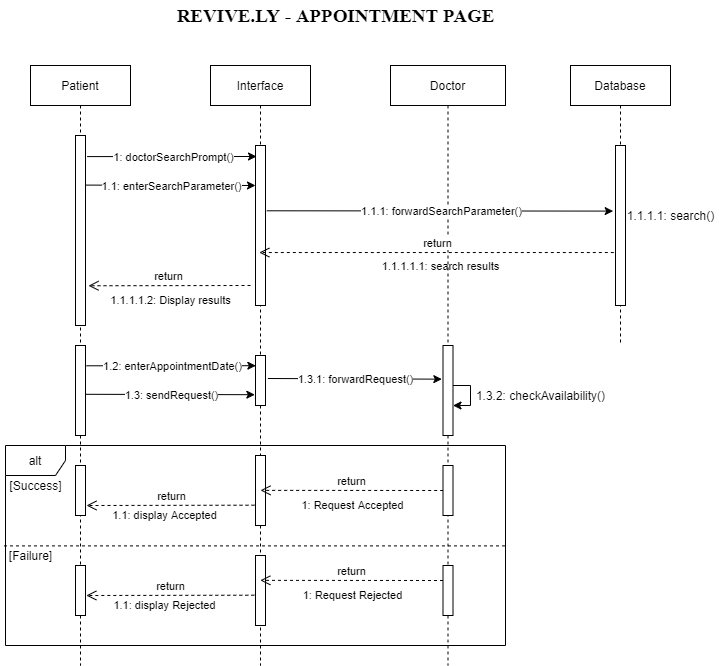 REVIVE.LY - APPOINTMENT PAGE
Patient
Interface
Doctor
Database
1: doctorSearchPrompt()
1.1: enterSearchParameter()
1.1.1: forwardSearchParameter()
1.1.1.1: search()
return
1.1.1.1.1: search results
return
1.1.1.1.2: Display results
1.2: enterAppointmentDate()
1.3.1: forwardRequest()
1.3: sendRequest()
1.3.2: checkAvailability()
alt
[Success]
return
1: Request Accepted
return
1.1: display Accepted
[Failure]
return
1: Request Rejected
return
1.1: display Rejected